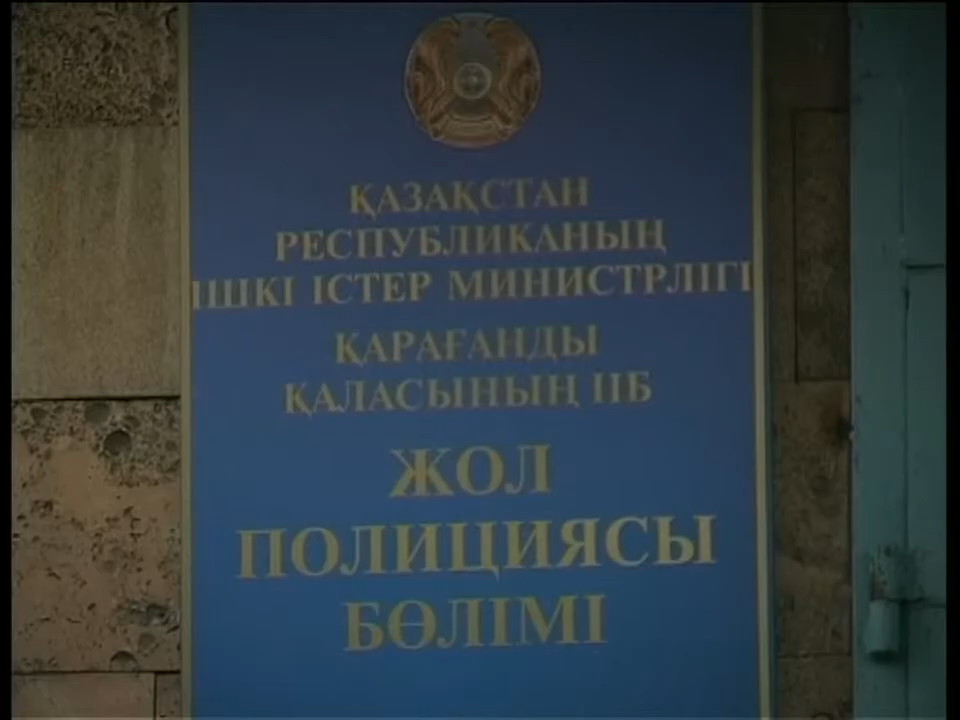 ҚАЗАҚСТАН
РЕСПУБЛИКАНЫҢ
ІШКІ ІСТЕР МИНИСТРЛІГІ
ҚАРАҒАНДЫ
ҚАЛАСЫНЫҢ ІІБ
ЖОЛ
ПОЛИЦИЯСЫ
БӨЛІМІ